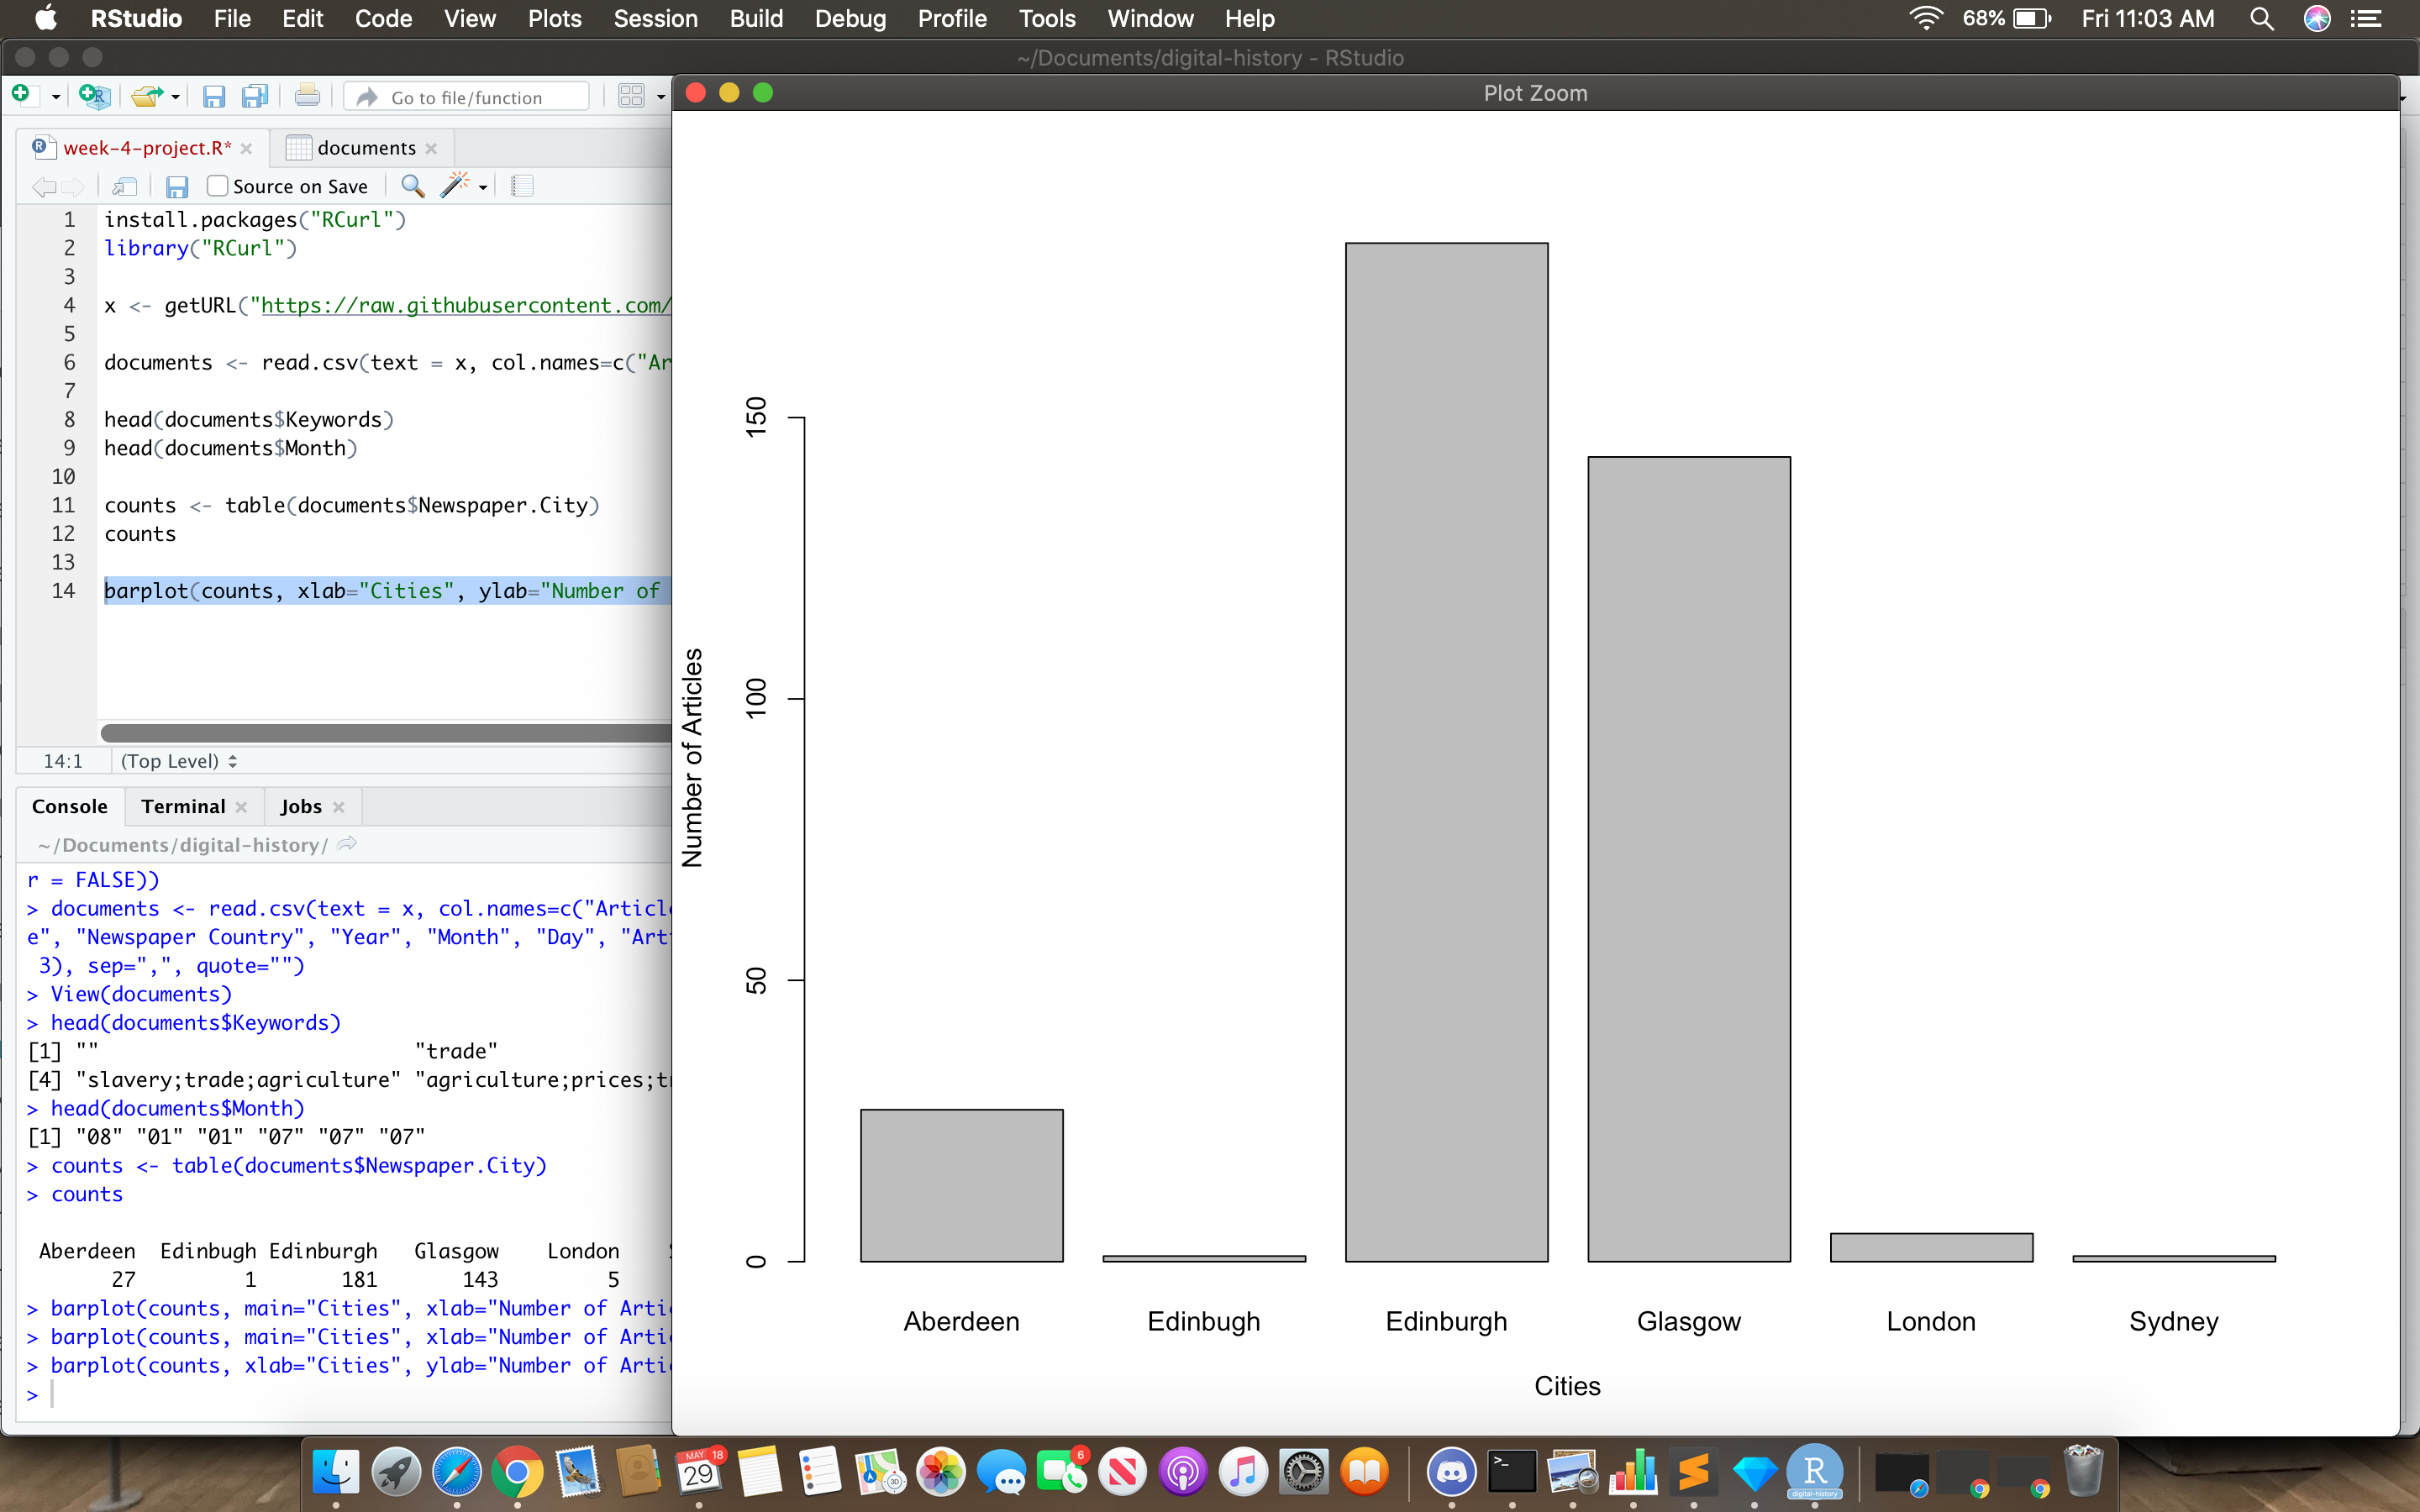 RStudio File Edit Code View Plots Session Build Debug Profile Tools Window Help 68% Fri 11:03 AM
~/Documents/digital-history - RStudio
Go to file/function
Plot Zoom
week-4-project.R* documents
Source on Save
1 install.packages("RCurl")
2 library("RCurl")
3
4 x <- getURL("https://raw.githubusercontent.com/
5
6 documents <- read.csv(text = x, col.names=c("Ar
7
8 head(documents$Keywords)
9 head(documents$Month)
10
11 counts <- table(documents$Newspaper.City)
12 counts
13
14 barplot(counts, xlab="Cities", ylab="Number of
14:1 (Top Level)
Console Terminal Jobs
~/Documents/digital-history/
r = FALSE))
> documents <- read.csv(text = x, col.names=c("Articl
e", "Newspaper Country", "Year", "Month", "Day", "Art
3), sep=",", quote="")
> View(documents)
> head(documents$Keywords)
[1] "" "trade"
[4] "slavery;trade;agriculture" "agriculture;prices;t
> head(documents$Month)
[1] "08" "01" "01" "07" "07" "07"
> counts <- table(documents$Newspaper.City)
> counts
Aberdeen Edinbugh Edinburgh Glasgow London
27 1 181 143 5
> barplot(counts, main="Cities", xlab="Number of Arti
> barplot(counts, main="Cities", xlab="Number of Arti
> barplot(counts, xlab="Cities", ylab="Number of Arti
>
Number of Articles
150
100
50
0
Aberdeen Edinbugh Edinburgh Glasgow London Sydney
Cities
MAY 18
29
6
3D
>_
R
digital-history